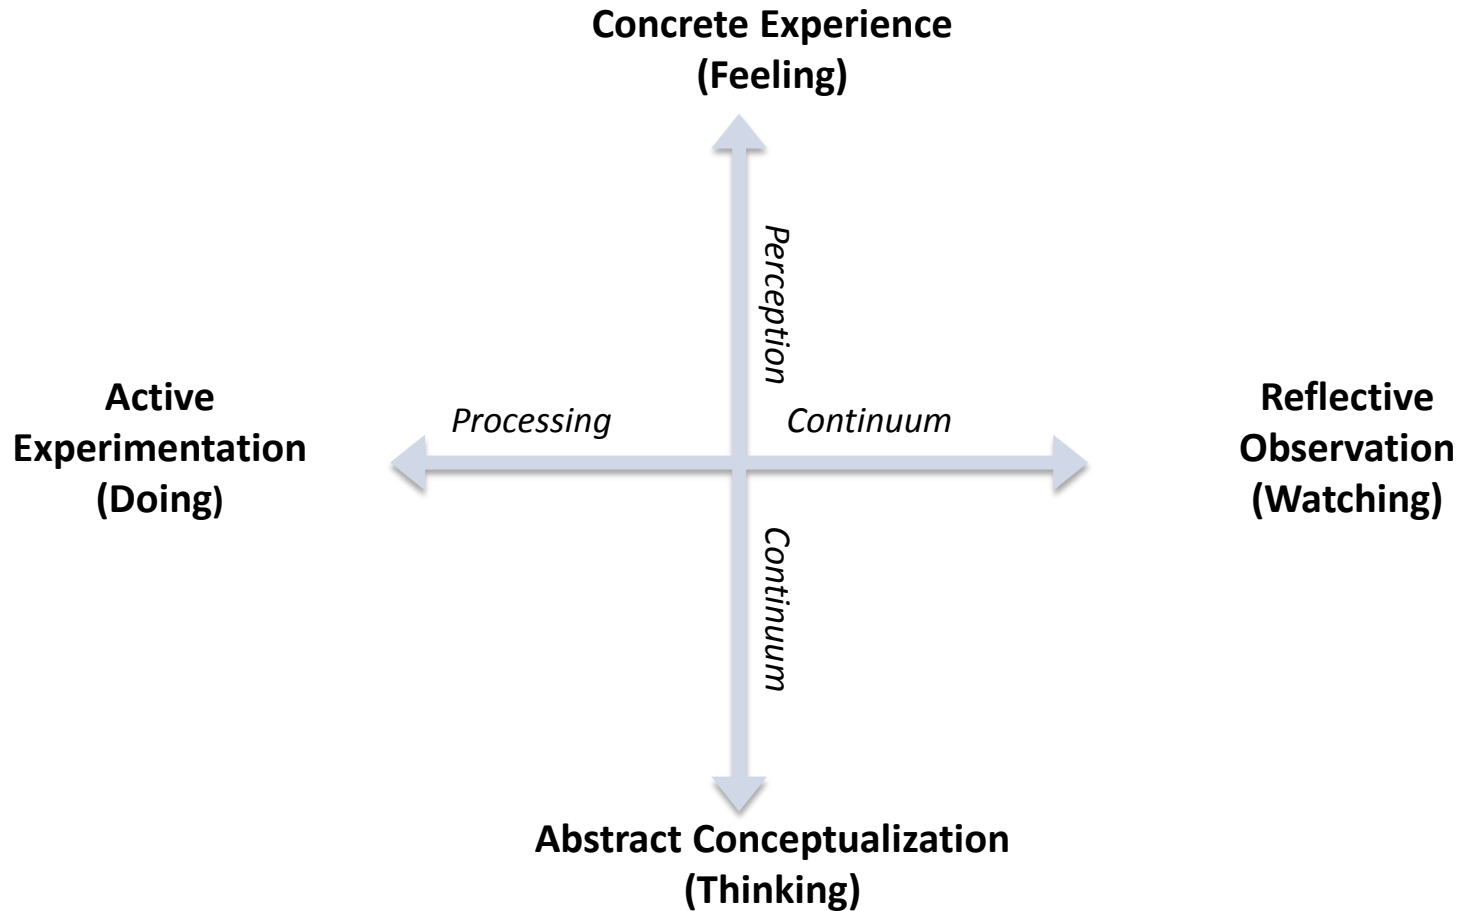 Concrete Experience
(Feeling)
Perception
Active
Experimentation
(Doing)
Processing
Continuum
Reflective
Observation
(Watching)
Continuum
Abstract Conceptualization
(Thinking)